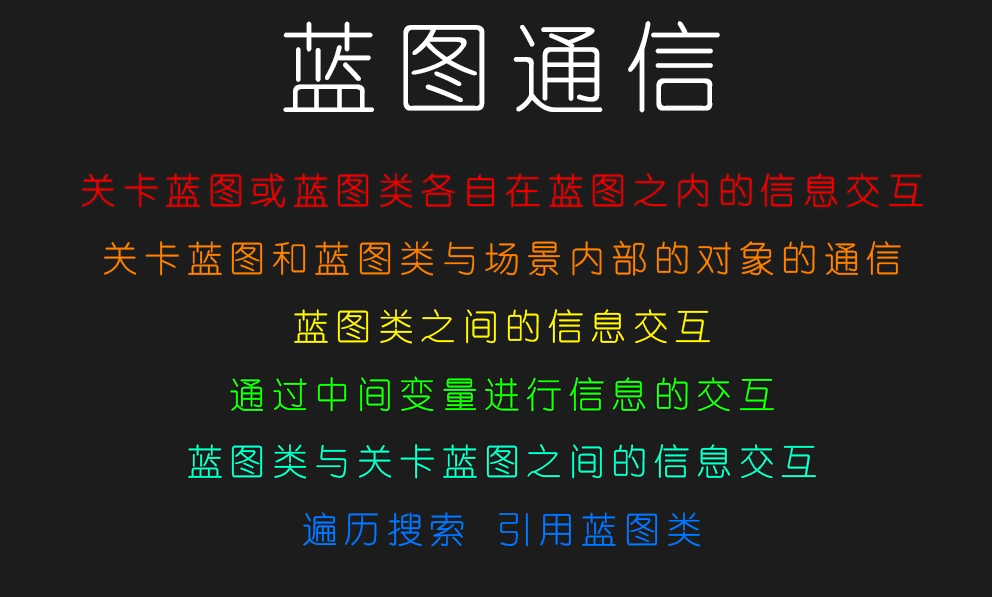 蓝图通信
关卡蓝图或蓝图类各自在蓝图之内的信息交互
关卡蓝图和蓝图类与场景内部的对象的通信
蓝图类之间的信息交互
通过中间变量进行信息的交互
蓝图类与关卡蓝图之间的信息交互
遍历搜索 引用蓝图类